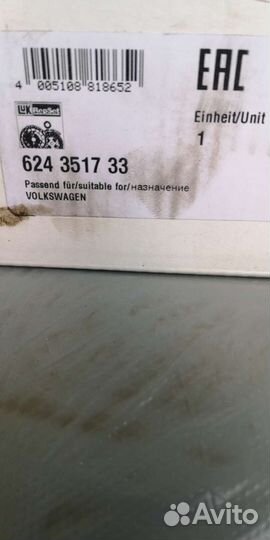 4 005108 818652
EAC
LuK RepSet
Einheit/Unit
1
624 3517 33
Passend für/suitable for/назначение
VOLKSWAGEN
Avito